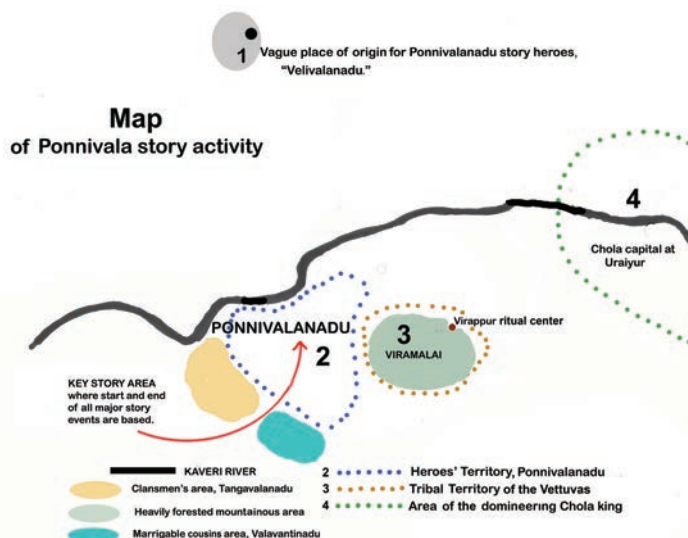 1
Vague place of origin for Ponnivalanadu story heroes,
"Velivalanadu."
Map
of Ponnivala story activity
4
Chola capital at
Uraiyur
PONNIVALANADU
2
3
VIRAMALAI
Virappur ritual center
KEY STORY AREA
where start and end
of all major story
events are based.
KAVERI RIVER
Clansmen's area, Tangavalanadu
Heavily forested mountainous area
Marrigable cousins area, Valavantinadu
2 Heroes' Territory, Ponnivalanadu
3 Tribal Territory of the Vettuvas
4 Area of the domineering Chola king